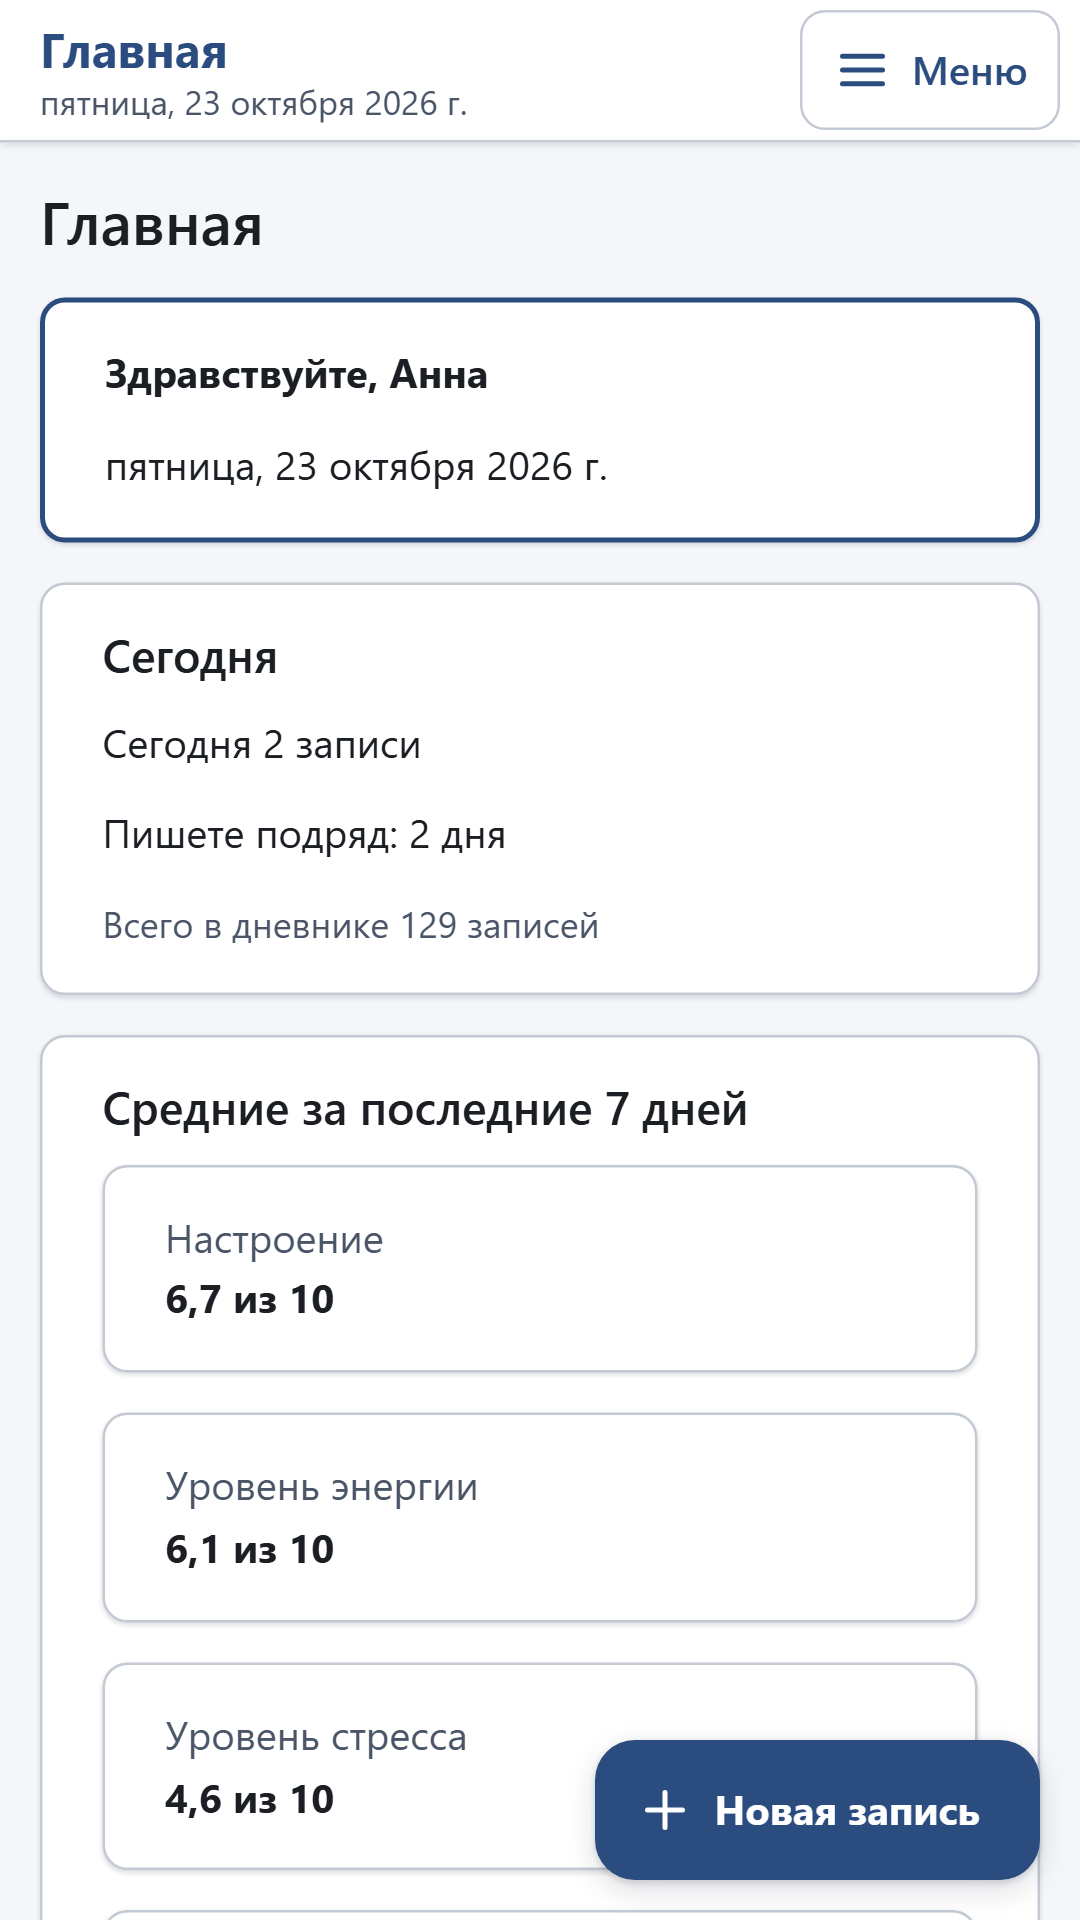 Главная
пятница, 23 октября 2026 г.
Меню
Главная
Здравствуйте, Анна
пятница, 23 октября 2026 г.
Сегодня
Сегодня 2 записи
Пишете подряд: 2 дня
Всего в дневнике 129 записей
Средние за последние 7 дней
Настроение
6,7 из 10
Уровень энергии
6,1 из 10
Уровень стресса
4,6 из 10
Новая запись